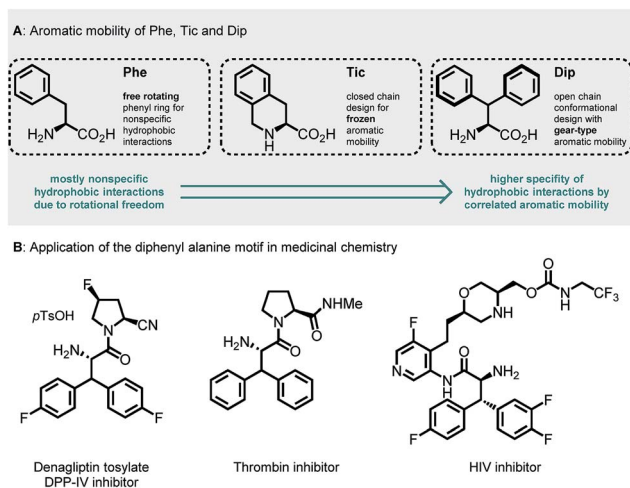 A: Aromatic mobility of Phe, Tic and Dip
Phe
free rotating
phenyl ring for
nonspecific
hydrophobic
interactions
H2N
CO2H
Tic
closed chain
design for
frozen
aromatic
mobility
N
H
CO2H
Dip
open chain
conformational
design with
gear-type
aromatic mobility
H2N
CO2H
mostly nonspecific
hydrophobic interactions
due to rotational freedom
higher specifity of
hydrophobic interactions by
correlated aromatic mobility
B: Application of the diphenyl alanine motif in medicinal chemistry
F
pTsOH
N
CN
H2N
O
F
F
Denagliptin tosylate
DPP-IV inhibitor
NHMe
N
O
H2N
O
Thrombin inhibitor
O
O
O
N
H
CF3
NH
F
N
O
N
H
NH2
F
F
F
HIV inhibitor